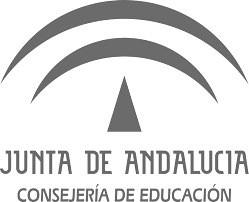 JUNTA DE ANDALUCIA
CONSEJERÍA DE EDUCACIÓN